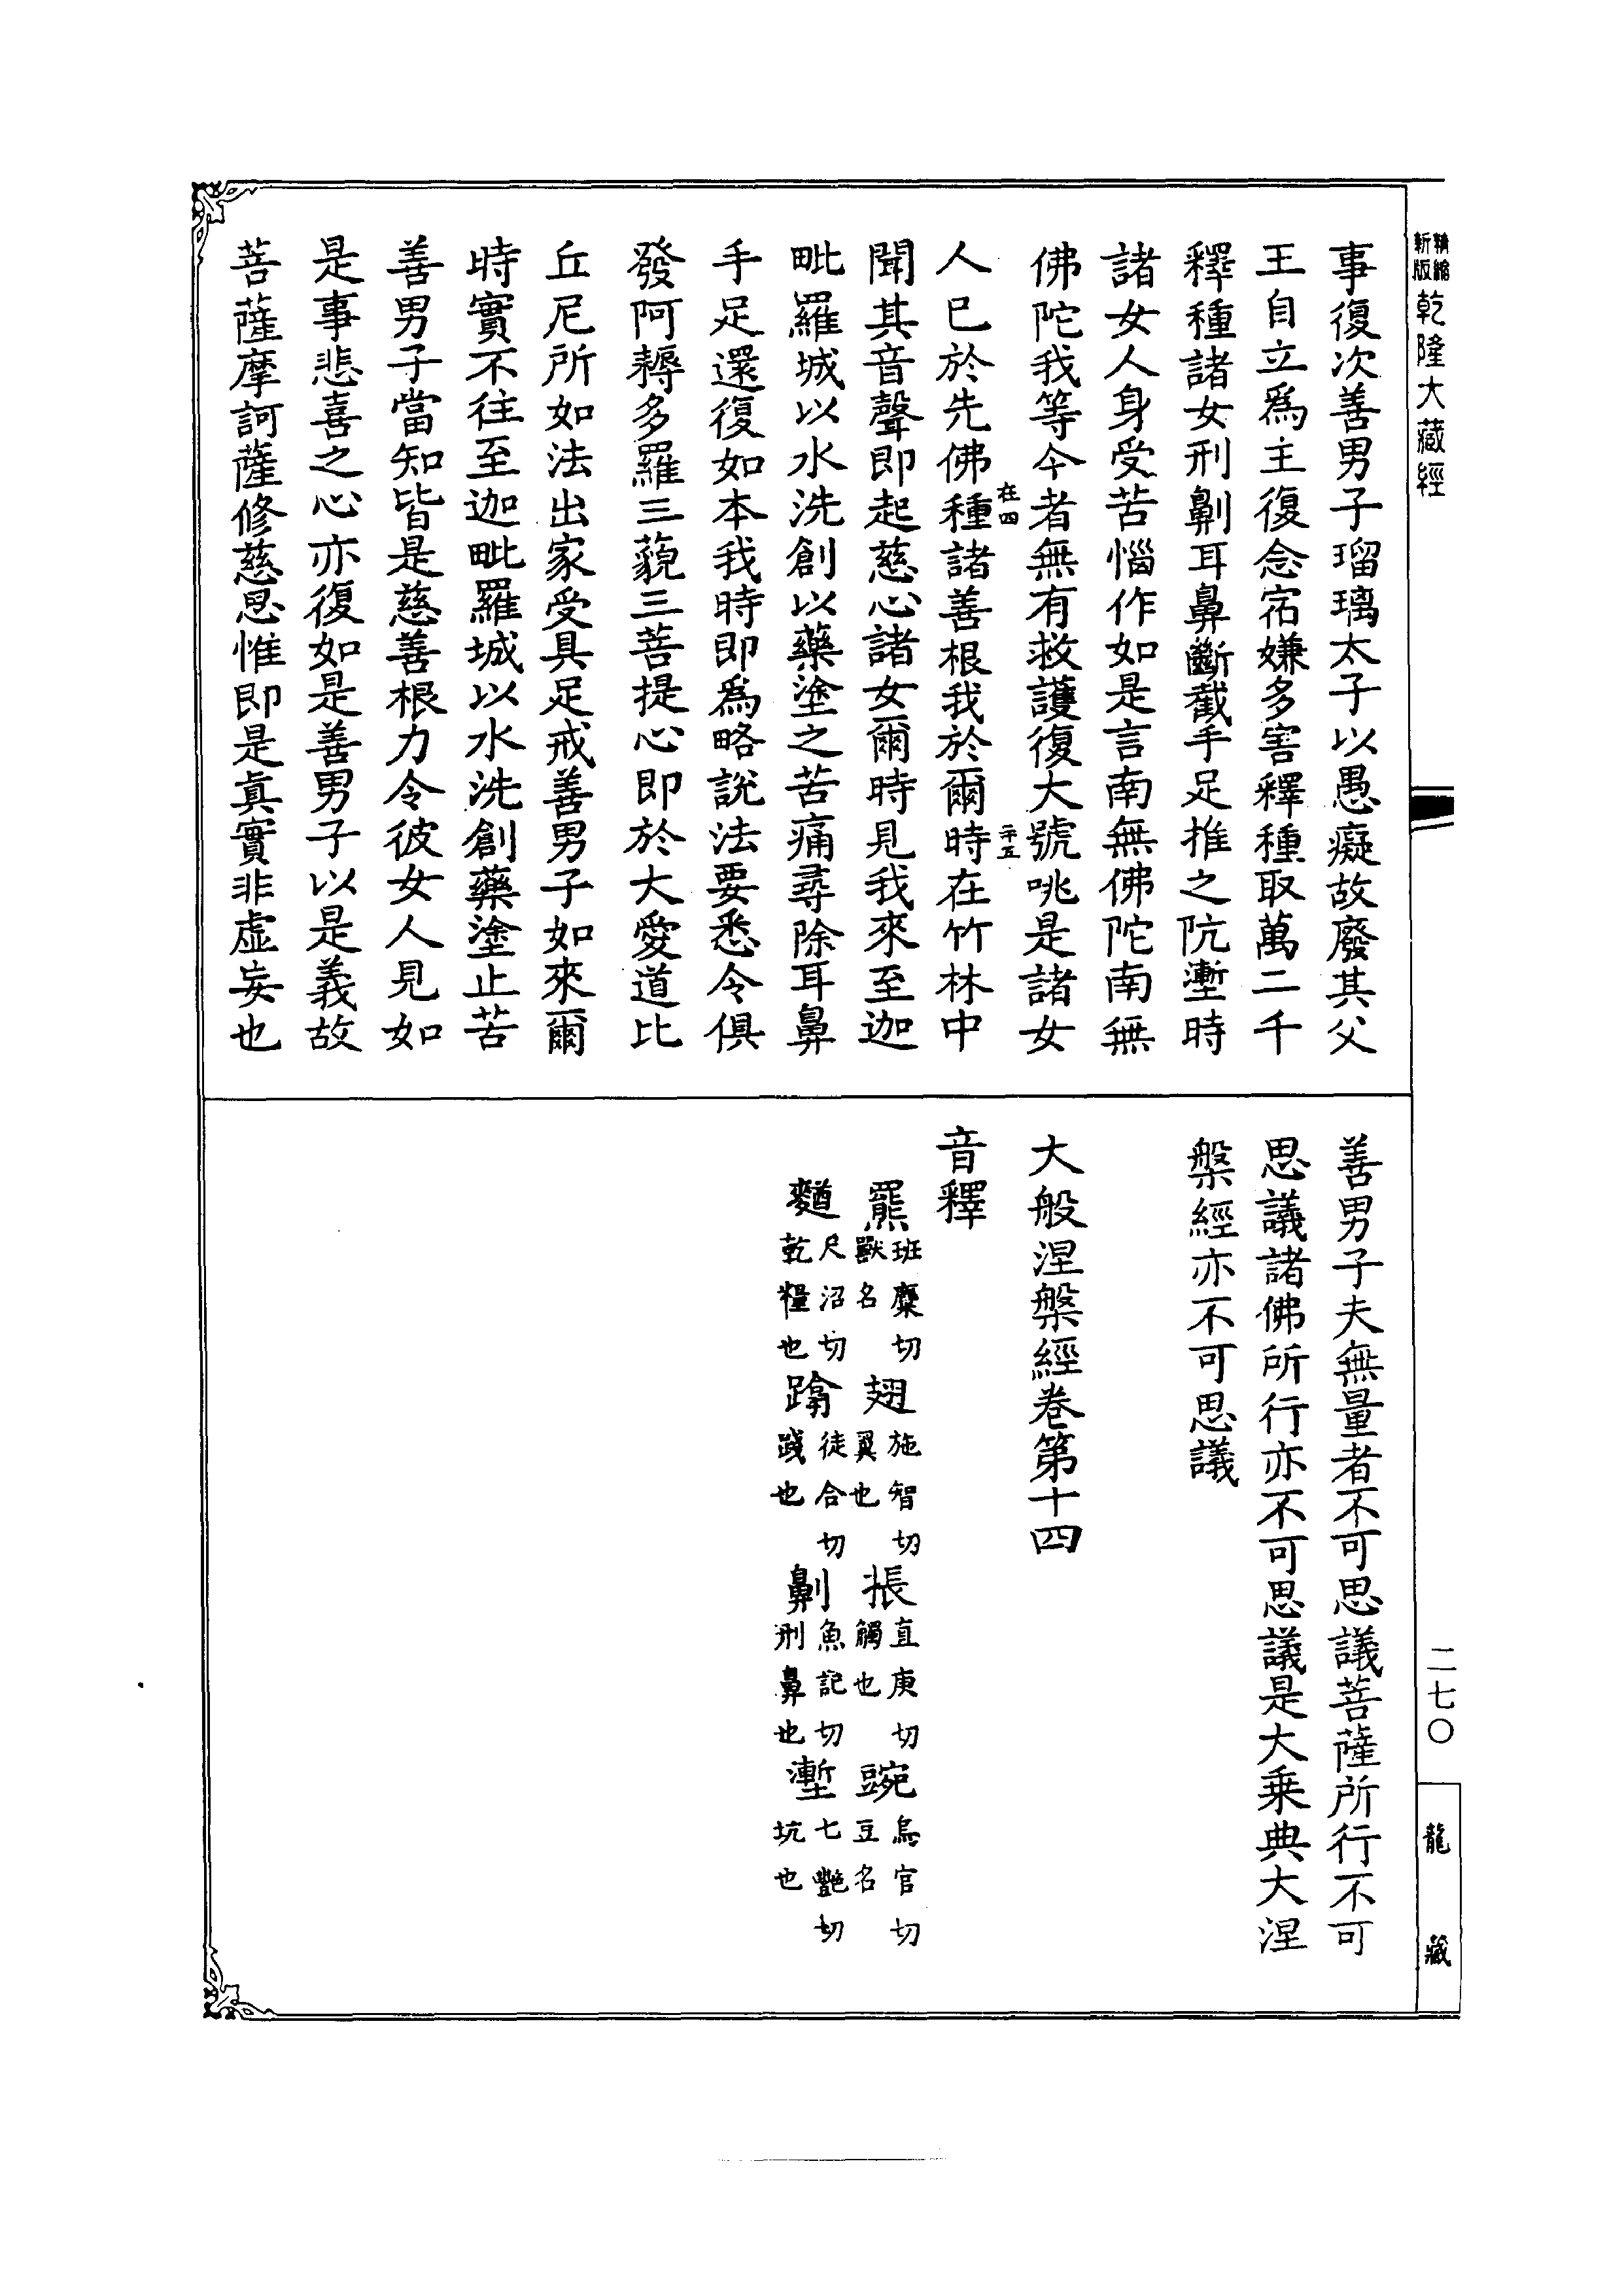 精縮
新版
乾隆大藏經
事復次善男子瑠璃太子以愚癡故廢其父
王自立爲主復念宿嫌多害釋種取萬二千
釋種諸女刑劓耳鼻斷截手足推之阬壍時
諸女人身受苦惱作如是言南無佛陀南無
佛陀我等今者無有救護復大號咷是諸女
在四
二十五
人已於先佛種諸善根我於爾時在竹林中
聞其音聲即起慈心諸女爾時見我來至迦
毗羅城以水洗創以藥塗之苦痛尋除耳鼻
手足還復如本我時即爲略說法要悉令俱
發阿耨多羅三藐三菩提心即於大愛道比
丘尼所如法出家受具足戒善男子如來爾
時實不往至迦毗羅城以水洗創藥塗止苦
善男子當知皆是慈善根力令彼女人見如
是事悲喜之心亦復如是善男子以是義故
菩薩摩訶薩修慈思惟即是真實非虛妄也
善男子夫無量者不可思議菩薩所行不可
思議諸佛所行亦不可思議是大乘典大涅
槃經亦不可思議
大般涅槃經卷第十四
音釋
羆班糜切獸名 翅施智切翼也 掁直庚切觸也 豌烏官切豆名
麨尺沼切乾糧也 蹹徒合切踐也 劓魚記切刑鼻也 壍七艷切坑也
二七〇
龍藏